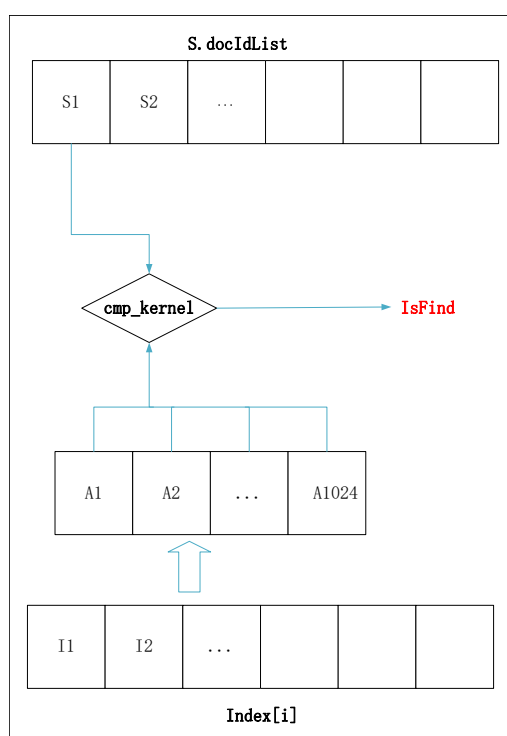 S.docIdList
S1 S2 ...
cmp_kernel
IsFind
A1 A2 ... A1024
I1 I2 ...
Index[i]